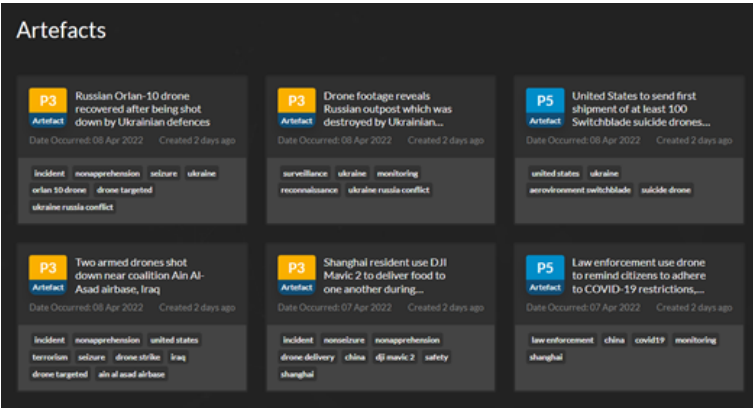 Artefacts
P3 Artefact
Russian Orlan-10 drone
recovered after being shot
down by Ukrainian defences
Date Occurred: 08 Apr 2022 Created 2 days ago
incident nonapprehension seizure ukraine
orlan 10 drone drone targeted
ukraine russia conflict
P3 Artefact
Drone footage reveals
Russian outpost which was
destroyed by Ukrainian...
Date Occurred: 08 Apr 2022 Created 2 days ago
surveillance ukraine monitoring
reconnaissance ukraine russia conflict
P5 Artefact
United States to send first
shipment of at least 100
Switchblade suicide drones...
Date Occurred: 08 Apr 2022 Created 2 days ago
united states ukraine
aerovironment switchblade suicide drone
P3 Artefact
Two armed drones shot
down near coalition Ain Al-
Asad airbase, Iraq
Date Occurred: 08 Apr 2022 Created 2 days ago
incident nonapprehension united states
terrorism seizure drone strike iraq
drone targeted ain al asad airbase
P3 Artefact
Shanghai resident use DJI
Mavic 2 to deliver food to
one another during...
Date Occurred: 07 Apr 2022 Created 2 days ago
incident nonseizure nonapprehension
drone delivery china dji mavic 2 safety
shanghai
P5 Artefact
Law enforcement use drone
to remind citizens to adhere
to COVID-19 restrictions,...
Date Occurred: 07 Apr 2022 Created 2 days ago
law enforcement china covid19 monitoring
shanghai